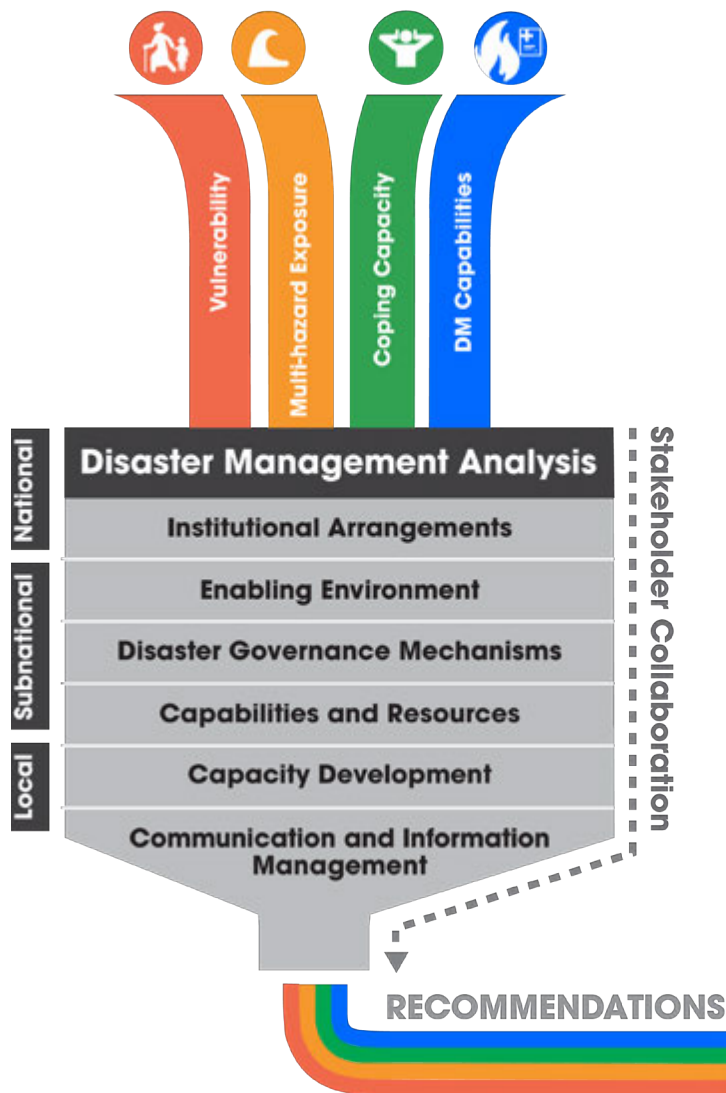 Vulnerability
Multi-hazard Exposure
Coping Capacity
DM Capabilities
National
Subnational
Local
Disaster Management Analysis
Institutional Arrangements
Enabling Environment
Disaster Governance Mechanisms
Capabilities and Resources
Capacity Development
Communication and Information
Management
Stakeholder Collaboration
RECOMMENDATIONS